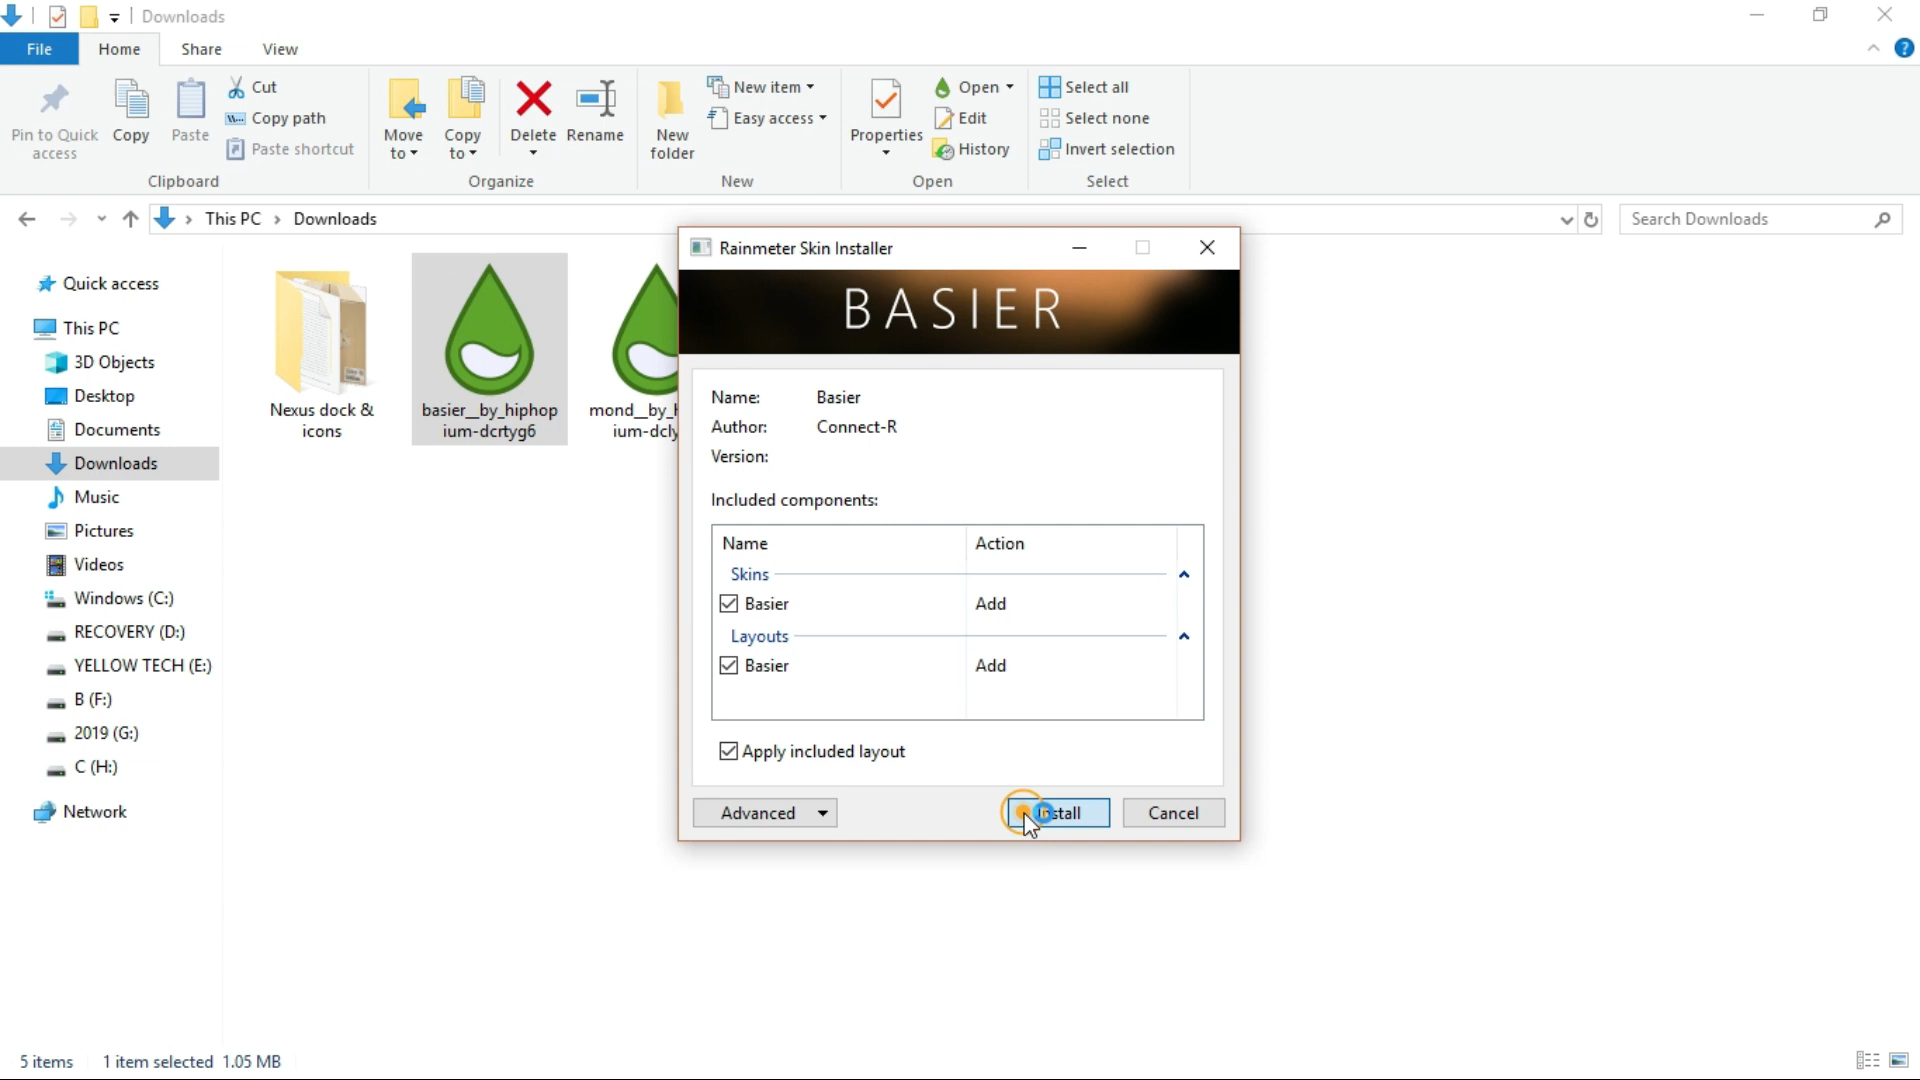 Downloads
File Home Share View
Pin to Quick access
Copy
Paste
Cut
Copy path
Paste shortcut
Clipboard
Move to
Copy to
Delete
Rename
Organize
New folder
New item
Easy access
New
Properties
Open
Edit
History
Open
Select all
Select none
Invert selection
Select
This PC > Downloads
Search Downloads
Quick access
This PC
3D Objects
Desktop
Documents
Downloads
Music
Pictures
Videos
Windows (C:)
RECOVERY (D:)
YELLOW TECH (E:)
B (F:)
2019 (G:)
C (H:)
Network
Nexus dock &
icons
basier__by_hiphop
ium-dcrtyg6
mond__by_
ium-dcly
Rainmeter Skin Installer
BASIER
Name: Basier
Author: Connect-R
Version:
Included components:
Name Action
Skins
Basier Add
Layouts
Basier Add
Apply included layout
Advanced Install Cancel
5 items 1 item selected 1.05 MB